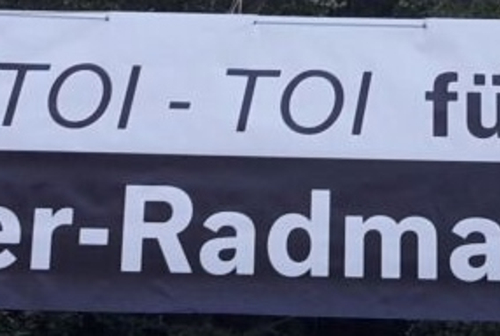 TOI - TOI fü
er-Radma